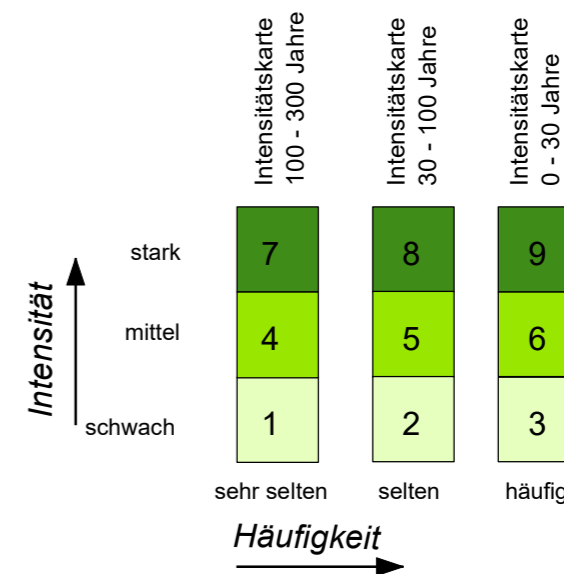 Intensitätskarte
100 - 300 Jahre
Intensitätskarte
30 - 100 Jahre
Intensitätskarte
0 - 30 Jahre
Intensität
stark
7
8
9
mittel
4
5
6
schwach
1
2
3
sehr selten
selten
häufig
Häufigkeit